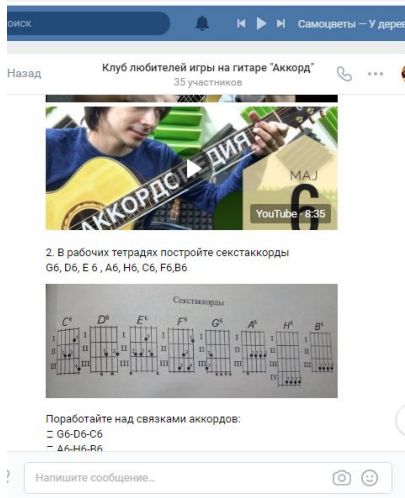 оиск
Самоцветы — У дерев
Назад
Клуб любителей игры на гитаре "Аккорд"
35 участников
АККОРДОПЕДИЯ
MAJ
6
YouTube · 8:35
2. В рабочих тетрадях постройте секстаккорды
G6, D6, E 6 , A6, H6, C6, F6,B6
Секстаккорды
C⁶ D⁶ E⁶ F⁶ G⁶ A⁶ H⁶ B⁶
Поработайте над связками аккордов:
G6-D6-C6
A6-H6-B6
Напишите сообщение...